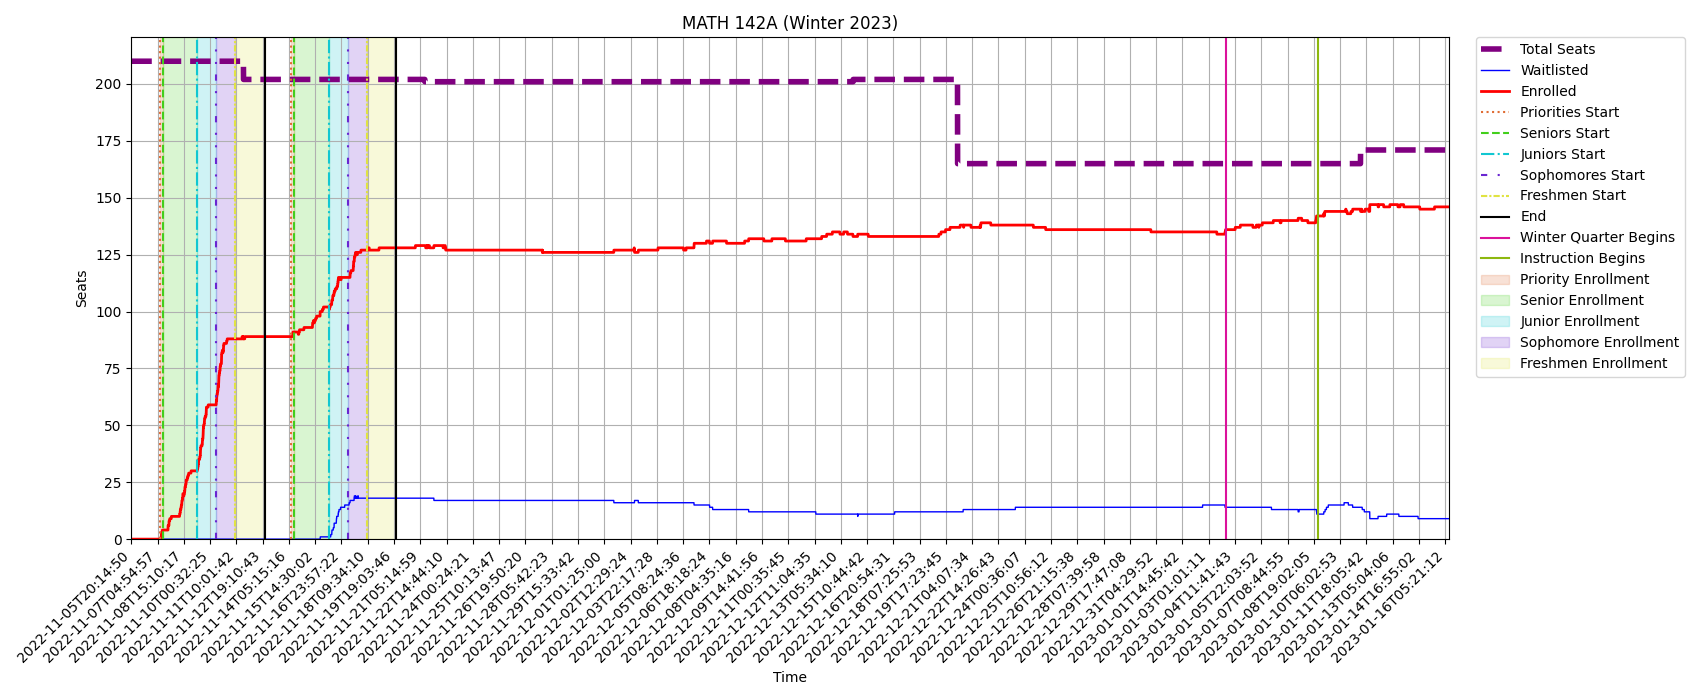 MATH 142A (Winter 2023)
Seats
200
175
150
125
100
75
50
25
0
2022-11-05T20:14:50
2022-11-07T04:54:57
2022-11-08T15:10:17
2022-11-10T00:32:25
2022-11-11T10:01:42
2022-11-12T19:10:43
2022-11-14T05:15:16
2022-11-15T14:30:02
2022-11-16T23:57:22
2022-11-18T09:34:10
2022-11-19T19:03:46
2022-11-21T05:14:59
2022-11-22T14:44:10
2022-11-24T00:24:21
2022-11-25T10:13:47
2022-11-26T19:50:20
2022-11-28T05:42:23
2022-11-29T15:33:42
2022-12-01T01:25:00
2022-12-02T12:29:24
2022-12-03T22:17:28
2022-12-05T08:24:36
2022-12-06T18:18:24
2022-12-08T04:35:16
2022-12-09T14:41:56
2022-12-11T00:35:45
2022-12-12T11:04:35
2022-12-13T05:34:10
2022-12-15T10:44:42
2022-12-16T20:54:31
2022-12-18T07:25:53
2022-12-19T17:23:45
2022-12-21T04:07:34
2022-12-22T14:26:43
2022-12-24T00:36:07
2022-12-25T10:56:12
2022-12-26T21:15:38
2022-12-28T07:39:58
2022-12-29T17:47:08
2022-12-31T04:29:52
2023-01-01T14:45:42
2023-01-03T01:01:11
2023-01-04T11:41:43
2023-01-05T22:03:52
2023-01-07T08:44:55
2023-01-08T19:02:05
2023-01-10T06:02:53
2023-01-11T18:05:42
2023-01-13T05:04:06
2023-01-14T16:55:02
2023-01-16T05:21:12
Time
Total Seats
Waitlisted
Enrolled
Priorities Start
Seniors Start
Juniors Start
Sophomores Start
Freshmen Start
End
Winter Quarter Begins
Instruction Begins
Priority Enrollment
Senior Enrollment
Junior Enrollment
Sophomore Enrollment
Freshmen Enrollment